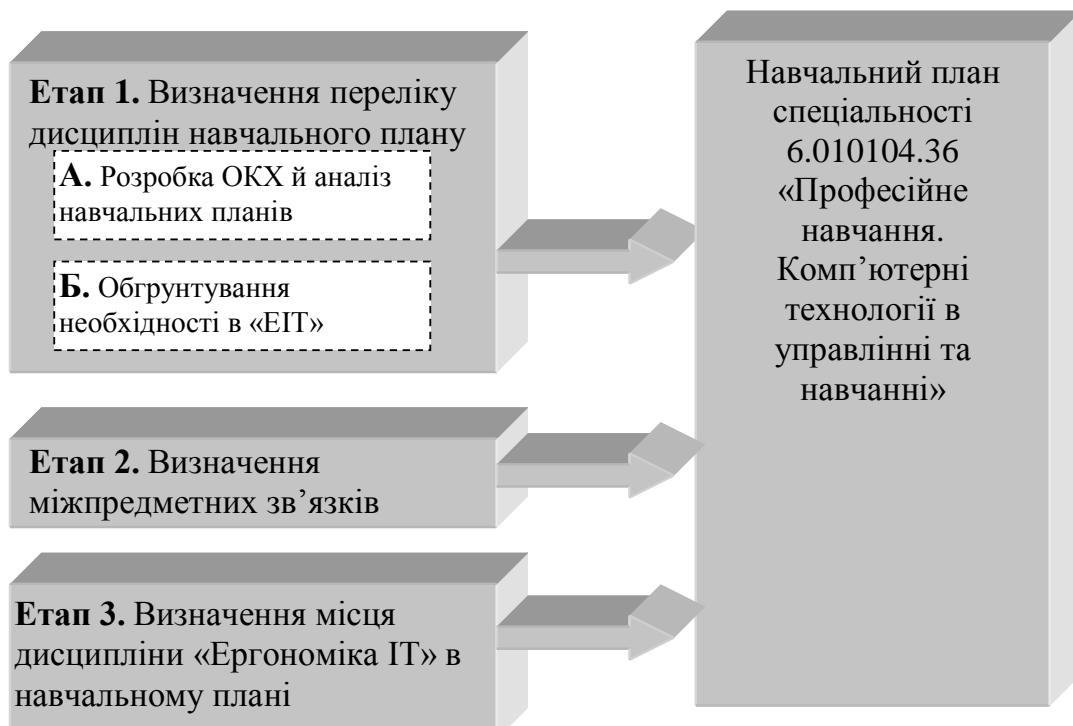 Етап 1. Визначення переліку
дисциплін навчального плану
А. Розробка ОКХ й аналіз
навчальних планів
Б. Обгрунтування
необхідності в «ЕІТ»
Етап 2. Визначення
міжпредметних зв’язків
Етап 3. Визначення місця
дисципліни «Ергономіка ІТ» в
навчальному плані
Навчальний план
спеціальності
6.010104.36
«Професійне
навчання.
Комп’ютерні
технології в
управлінні та
навчанні»